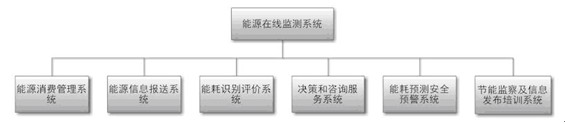 能源在线监测系统
能源消费管理系
统
能源信息报送系
统
能耗识别评价系
统
决策和咨询服
务系统
能耗预测安全
预警系统
节能监察及信息
发布培训系统